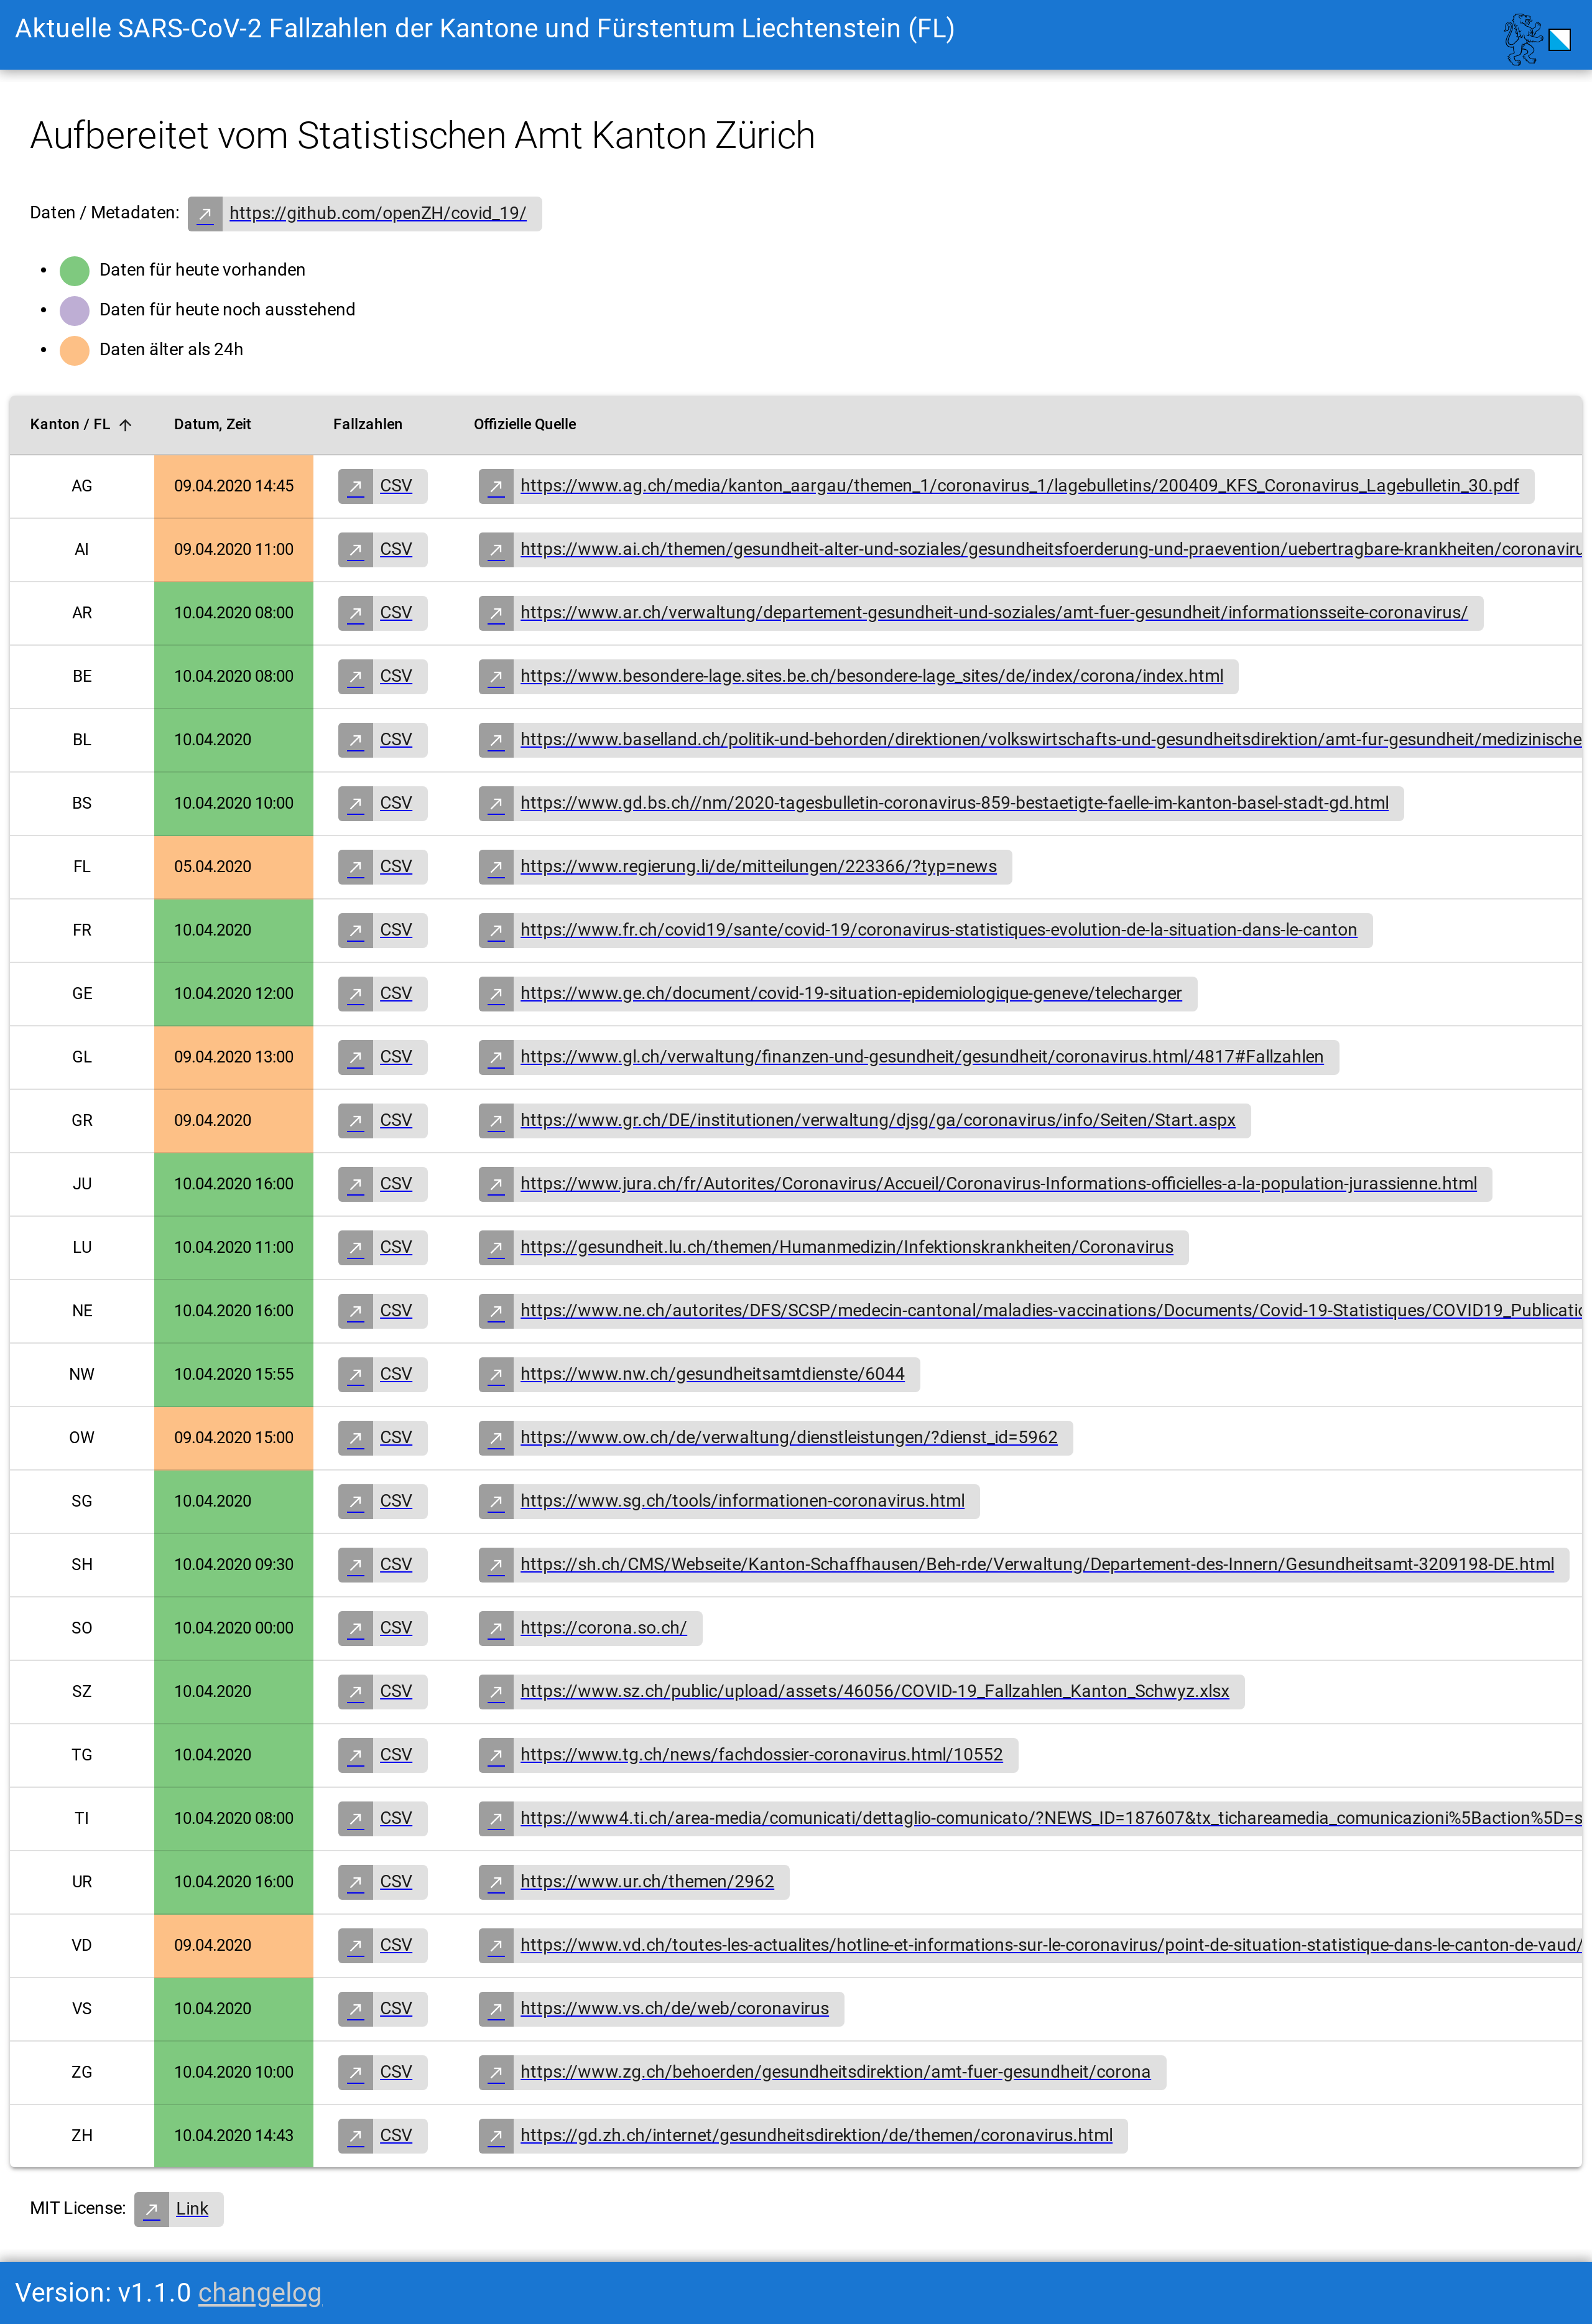 Aktuelle SARS-CoV-2 Fallzahlen der Kantone und Fürstentum Liechtenstein (FL)
Aufbereitet vom Statistischen Amt Kanton Zürich
Daten / Metadaten: https://github.com/openZH/covid_19/
Daten für heute vorhanden
Daten für heute noch ausstehend
Daten älter als 24h
Kanton / FL Datum, Zeit Fallzahlen Offizielle Quelle
AG 09.04.2020 14:45 CSV https://www.ag.ch/media/kanton_aargau/themen_1/coronavirus_1/lagebulletins/200409_KFS_Coronavirus_Lagebulletin_30.pdf
AI 09.04.2020 11:00 CSV https://www.ai.ch/themen/gesundheit-alter-und-soziales/gesundheitsfoerderung-und-praevention/uebertragbare-krankheiten/coronaviru
AR 10.04.2020 08:00 CSV https://www.ar.ch/verwaltung/departement-gesundheit-und-soziales/amt-fuer-gesundheit/informationsseite-coronavirus/
BE 10.04.2020 08:00 CSV https://www.besondere-lage.sites.be.ch/besondere-lage_sites/de/index/corona/index.html
BL 10.04.2020 CSV https://www.baselland.ch/politik-und-behorden/direktionen/volkswirtschafts-und-gesundheitsdirektion/amt-fur-gesundheit/medizinische
BS 10.04.2020 10:00 CSV https://www.gd.bs.ch//nm/2020-tagesbulletin-coronavirus-859-bestaetigte-faelle-im-kanton-basel-stadt-gd.html
FL 05.04.2020 CSV https://www.regierung.li/de/mitteilungen/223366/?typ=news
FR 10.04.2020 CSV https://www.fr.ch/covid19/sante/covid-19/coronavirus-statistiques-evolution-de-la-situation-dans-le-canton
GE 10.04.2020 12:00 CSV https://www.ge.ch/document/covid-19-situation-epidemiologique-geneve/telecharger
GL 09.04.2020 13:00 CSV https://www.gl.ch/verwaltung/finanzen-und-gesundheit/gesundheit/coronavirus.html/4817#Fallzahlen
GR 09.04.2020 CSV https://www.gr.ch/DE/institutionen/verwaltung/djsg/ga/coronavirus/info/Seiten/Start.aspx
JU 10.04.2020 16:00 CSV https://www.jura.ch/fr/Autorites/Coronavirus/Accueil/Coronavirus-Informations-officielles-a-la-population-jurassienne.html
LU 10.04.2020 11:00 CSV https://gesundheit.lu.ch/themen/Humanmedizin/Infektionskrankheiten/Coronavirus
NE 10.04.2020 16:00 CSV https://www.ne.ch/autorites/DFS/SCSP/medecin-cantonal/maladies-vaccinations/Documents/Covid-19-Statistiques/COVID19_Publicatio
NW 10.04.2020 15:55 CSV https://www.nw.ch/gesundheitsamtdienste/6044
OW 09.04.2020 15:00 CSV https://www.ow.ch/de/verwaltung/dienstleistungen/?dienst_id=5962
SG 10.04.2020 CSV https://www.sg.ch/tools/informationen-coronavirus.html
SH 10.04.2020 09:30 CSV https://sh.ch/CMS/Webseite/Kanton-Schaffhausen/Beh-rde/Verwaltung/Departement-des-Innern/Gesundheitsamt-3209198-DE.html
SO 10.04.2020 00:00 CSV https://corona.so.ch/
SZ 10.04.2020 CSV https://www.sz.ch/public/upload/assets/46056/COVID-19_Fallzahlen_Kanton_Schwyz.xlsx
TG 10.04.2020 CSV https://www.tg.ch/news/fachdossier-coronavirus.html/10552
TI 10.04.2020 08:00 CSV https://www4.ti.ch/area-media/comunicati/dettaglio-comunicato/?NEWS_ID=187607&tx_tichareamedia_comunicazioni%5Baction%5D=s
UR 10.04.2020 16:00 CSV https://www.ur.ch/themen/2962
VD 09.04.2020 CSV https://www.vd.ch/toutes-les-actualites/hotline-et-informations-sur-le-coronavirus/point-de-situation-statistique-dans-le-canton-de-vaud/
VS 10.04.2020 CSV https://www.vs.ch/de/web/coronavirus
ZG 10.04.2020 10:00 CSV https://www.zg.ch/behoerden/gesundheitsdirektion/amt-fuer-gesundheit/corona
ZH 10.04.2020 14:43 CSV https://gd.zh.ch/internet/gesundheitsdirektion/de/themen/coronavirus.html
MIT License: Link
Version: v1.1.0 changelog